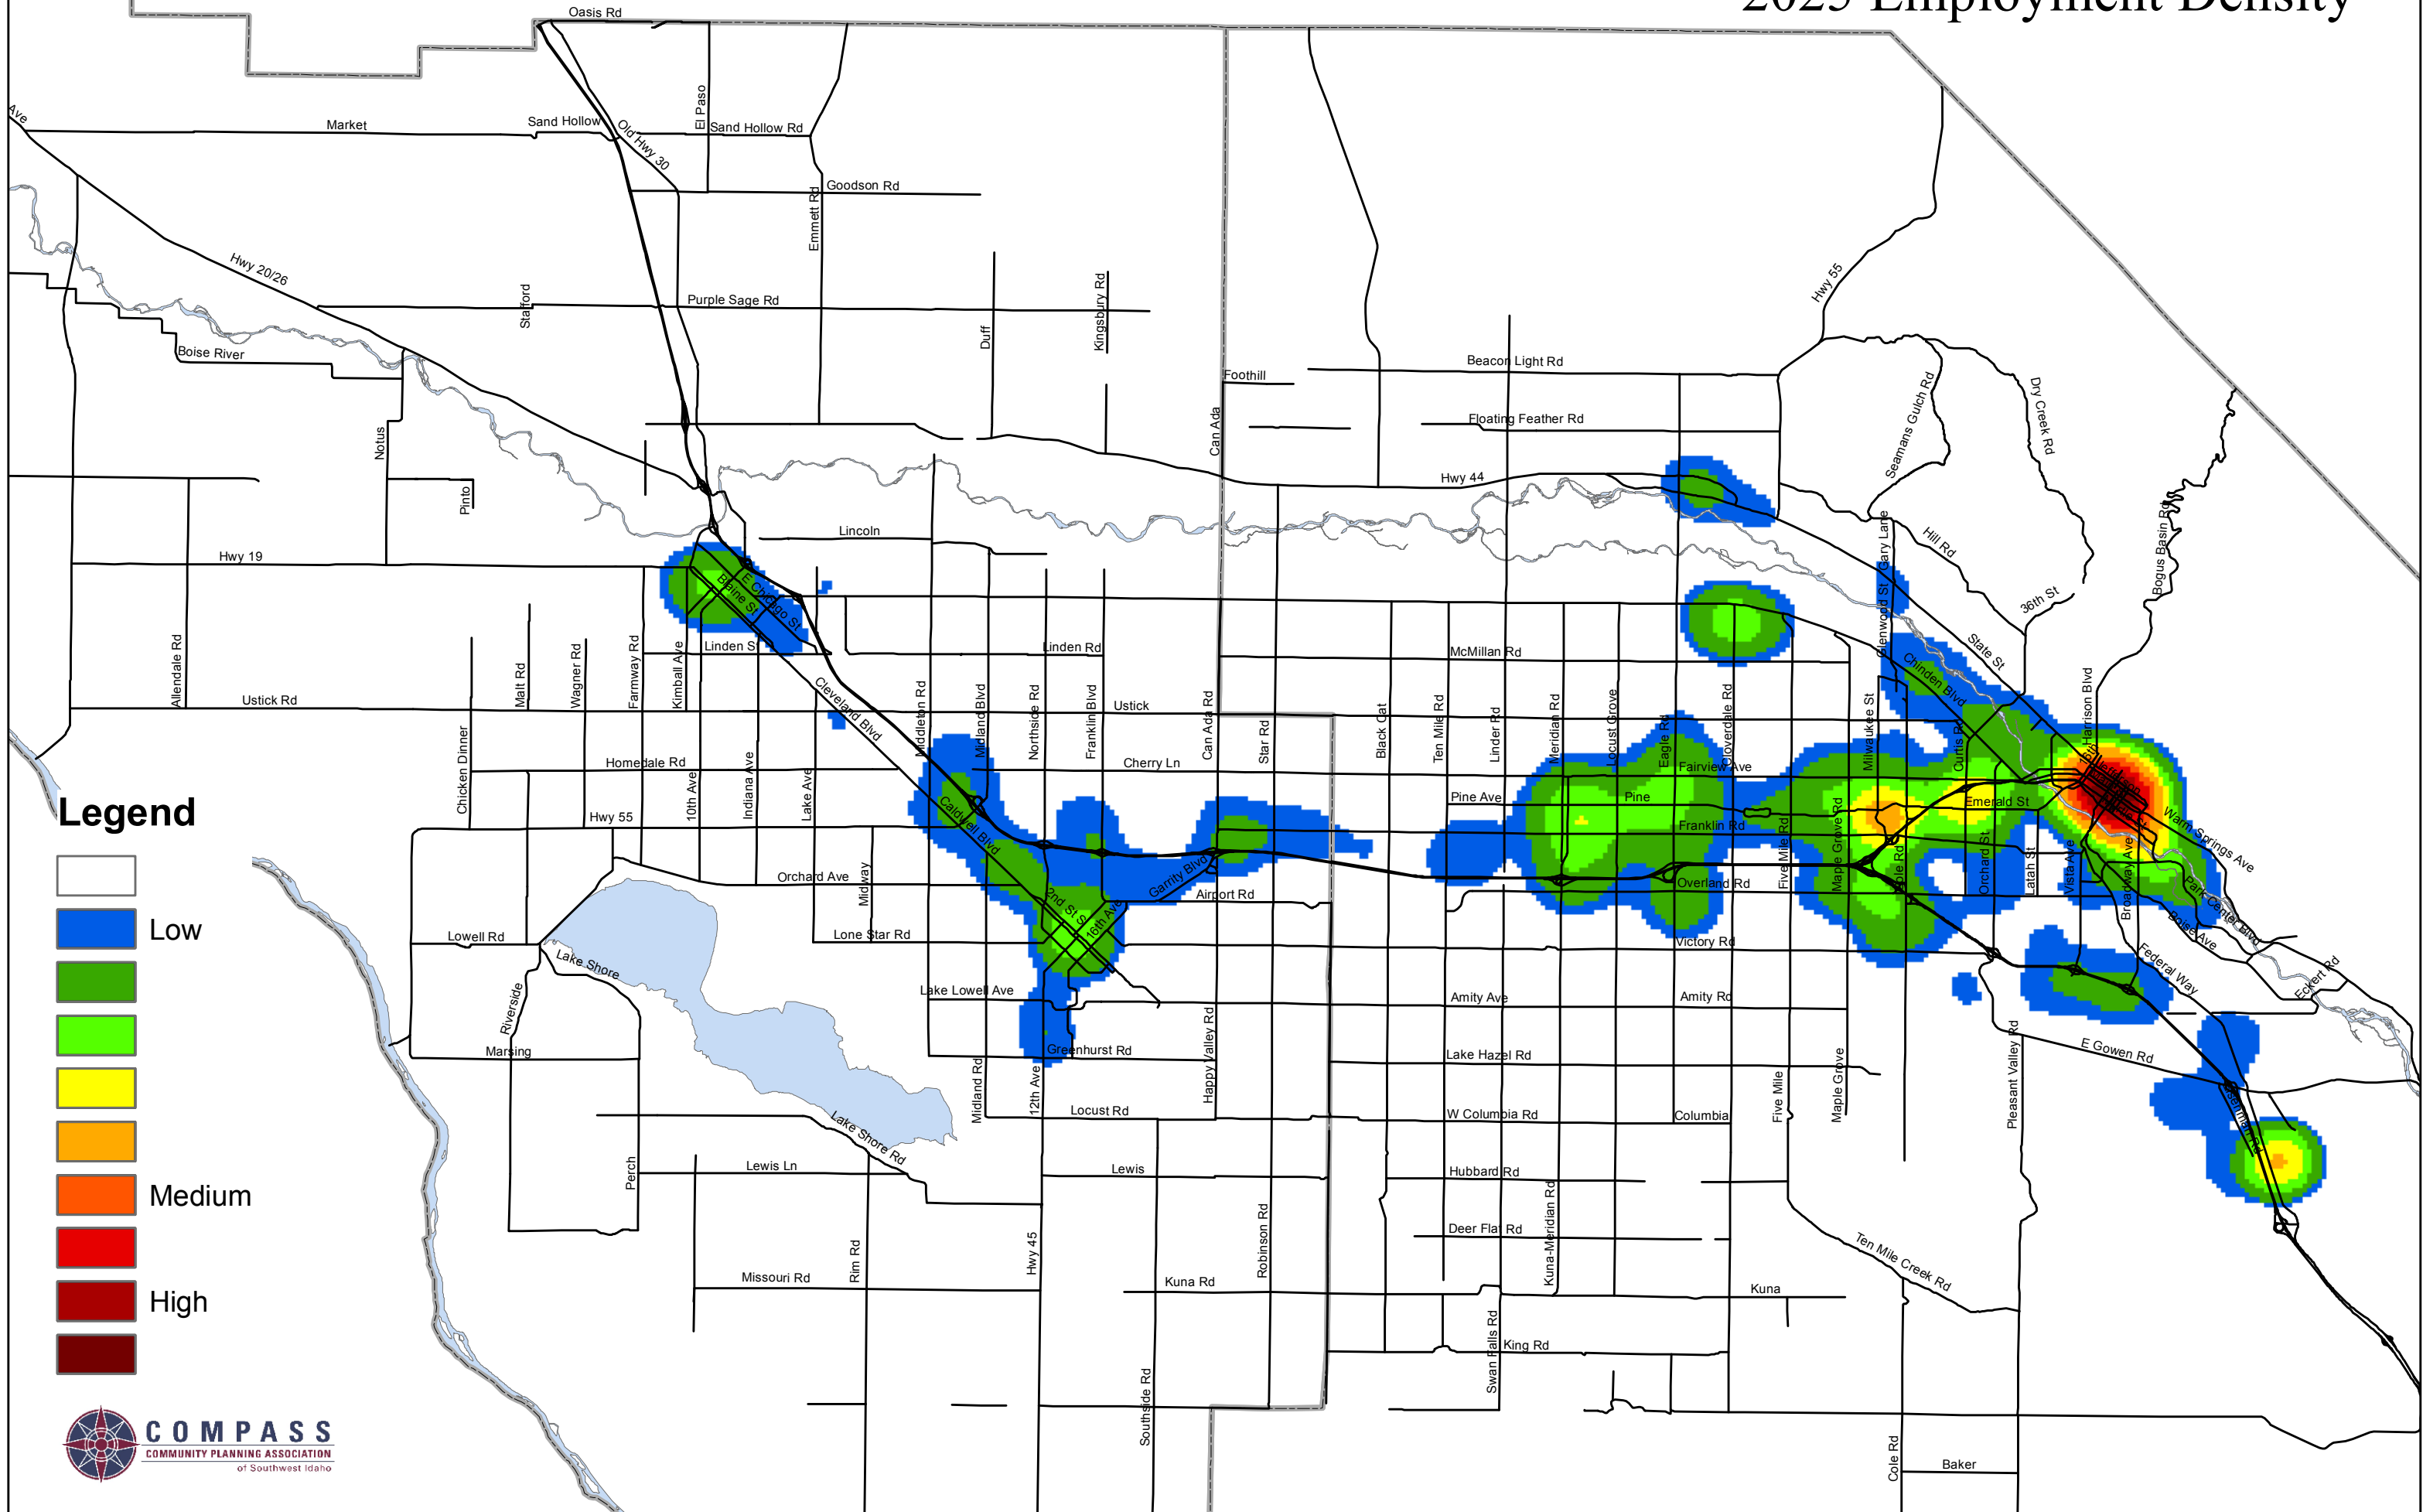 2025 Employment Density
Oasis Rd
Ave
Market
Sand Hollow
Old Hwy 30
El Paso
Sand Hollow Rd
Goodson Rd
Emmett Rd
Hwy 20/26
Stafford
Purple Sage Rd
Duff
Kingsbury Rd
Boise River
Hwy 55
Beacon Light Rd
Foothill
Can Ada
Floating Feather Rd
Seamans Gulch Rd
Dry Creek Rd
Notus
Pinto
Hwy 44
Lincoln
Hwy 19
Blaine St
E Chicago St
Hill Rd
Gary Lane
Glenwood St
36th St
Bogus Basin Rd
Allendale Rd
Malt Rd
Wagner Rd
Farmway Rd
Kimball Ave
Linden St
Linden Rd
McMillan Rd
State St
Chinden Blvd
Ustick Rd
Cleveland Blvd
Ustick
Chicken Dinner
10th Ave
Indiana Ave
Lake Ave
Middleton Rd
Midland Blvd
Northside Rd
Franklin Blvd
Can Ada Rd
Star Rd
Black Cat
Ten Mile Rd
Linder Rd
Meridian Rd
Locust Grove
Eagle Rd
Cloverdale Rd
Milwaukee St
Curtis Rd
Harrison Blvd
Homedale Rd
Cherry Ln
Fairview Ave
Pine Ave
Pine
Emerald St
Hwy 55
Caldwell Blvd
Franklin Rd
Warm Springs Ave
Midway
Orchard Ave
Garrity Blvd
Airport Rd
Overland Rd
Five Mile Rd
Maple Grove Rd
Cole Rd
Orchard St
Latah St
Vista Ave
Broadway Ave
Park Center Blvd
Boise Ave
2nd St S
16th Ave
Lowell Rd
Lone Star Rd
Victory Rd
Lake Shore
Federal Way
Eckert Rd
Riverside
Lake Lowell Ave
Amity Ave
Amity Rd
Marsing
Greenhurst Rd
Lake Hazel Rd
E Gowen Rd
Pleasant Valley Rd
Midland Rd
12th Ave
Happy Valley Rd
Five Mile
Maple Grove
Eisenman Rd
Locust Rd
W Columbia Rd
Columbia
Lake Shore Rd
Perch
Lewis Ln
Lewis
Hubbard Rd
Deer Flat Rd
Kuna-Meridian Rd
Ten Mile Creek Rd
Hwy 45
Robinson Rd
Rim Rd
Missouri Rd
Kuna Rd
Kuna
Swan Falls Rd
King Rd
Southside Rd
Cole Rd
Baker
Legend
Low
Medium
High
COMPASS
COMMUNITY PLANNING ASSOCIATION
of Southwest Idaho